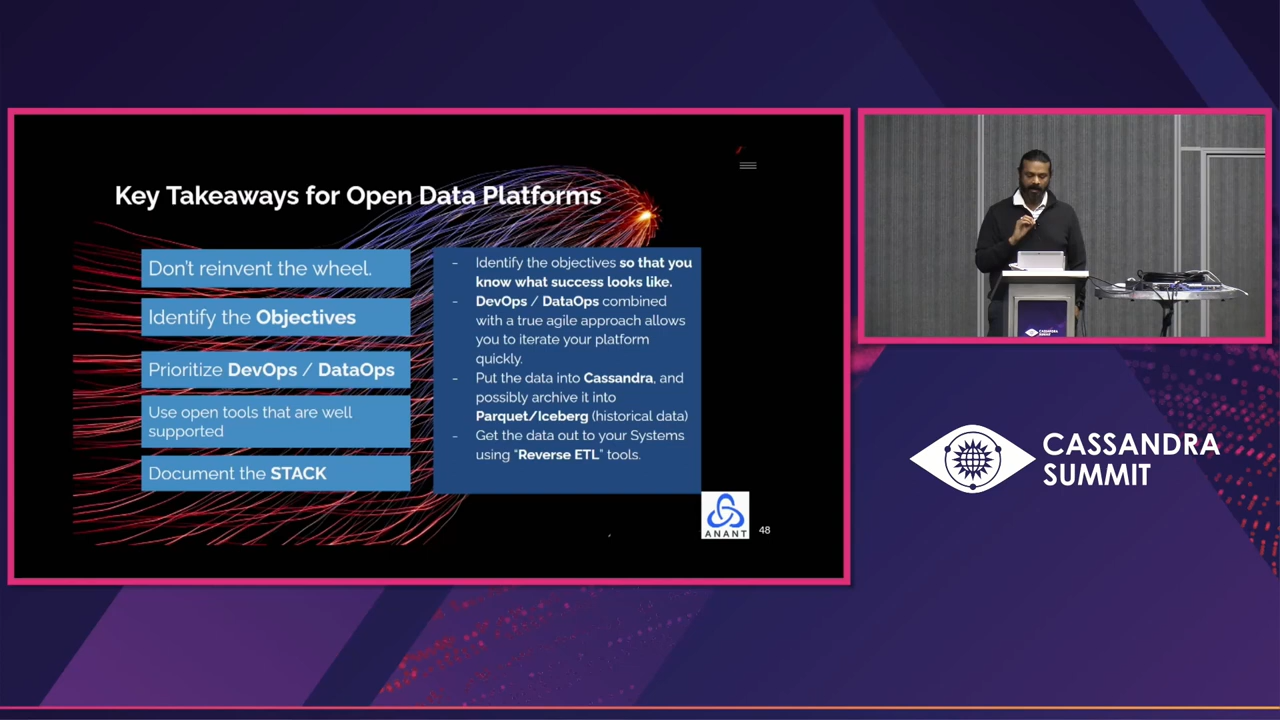 Key Takeaways for Open Data Platforms
Don't reinvent the wheel.
Identify the Objectives
Prioritize DevOps / DataOps
Use open tools that are well
supported
Document the STACK
- Identify the objectives so that you
know what success looks like.
- DevOps / DataOps combined
with a true agile approach allows
you to iterate your platform
quickly.
- Put the data into Cassandra, and
possibly archive it into
Parquet/Iceberg (historical data)
- Get the data out to your Systems
using "Reverse ETL" tools.
ANANT
48
CASSANDRA
SUMMIT
CASSANDRA
SUMMIT